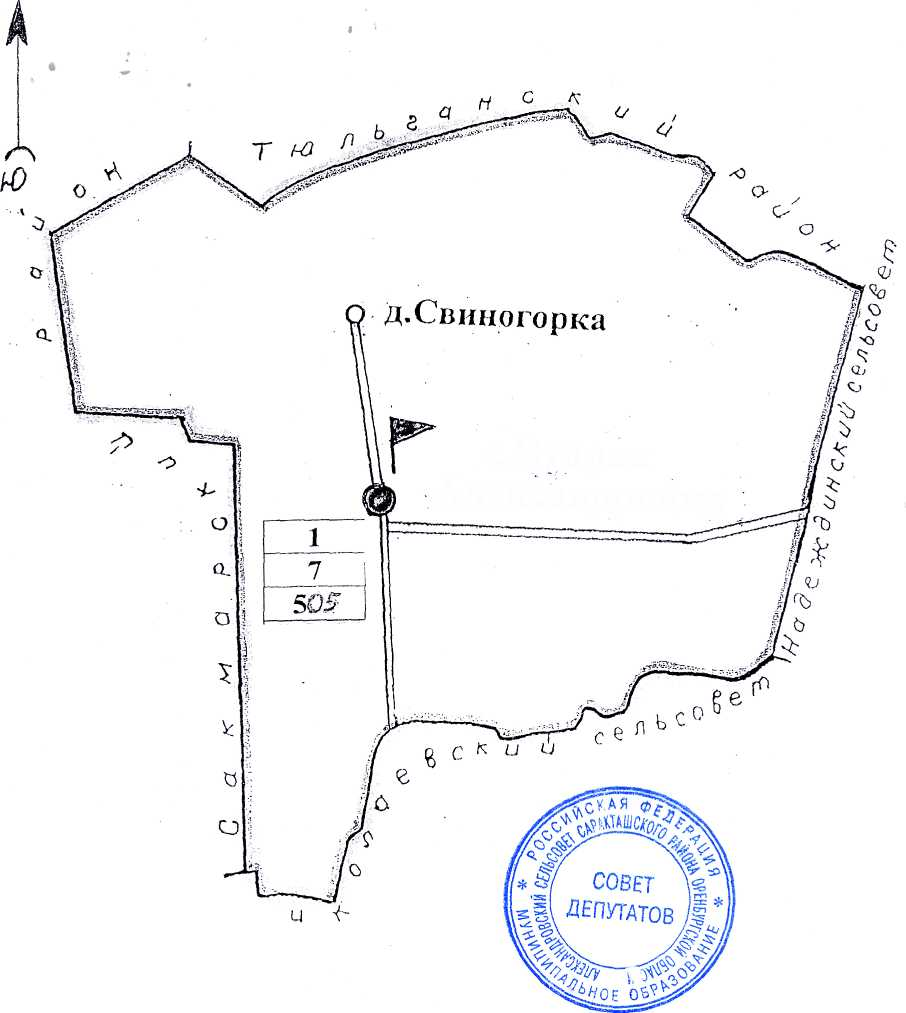 Ю
Тюльганский район
д.Свиногорка
Надеждинский сельсовет
1
7
505
Сакмарский район
Николаевский сельсовет
РОССИЙСКАЯ ФЕДЕРАЦИЯ
МУНИЦИПАЛЬНОЕ ОБРАЗОВАНИЕ
АЛЕКСАНДРОВСКИЙ СЕЛЬСОВЕТ САРАКТАШСКОГО РАЙОНА ОРЕНБУРГСКОЙ
СОВЕТ
ДЕПУТАТОВ